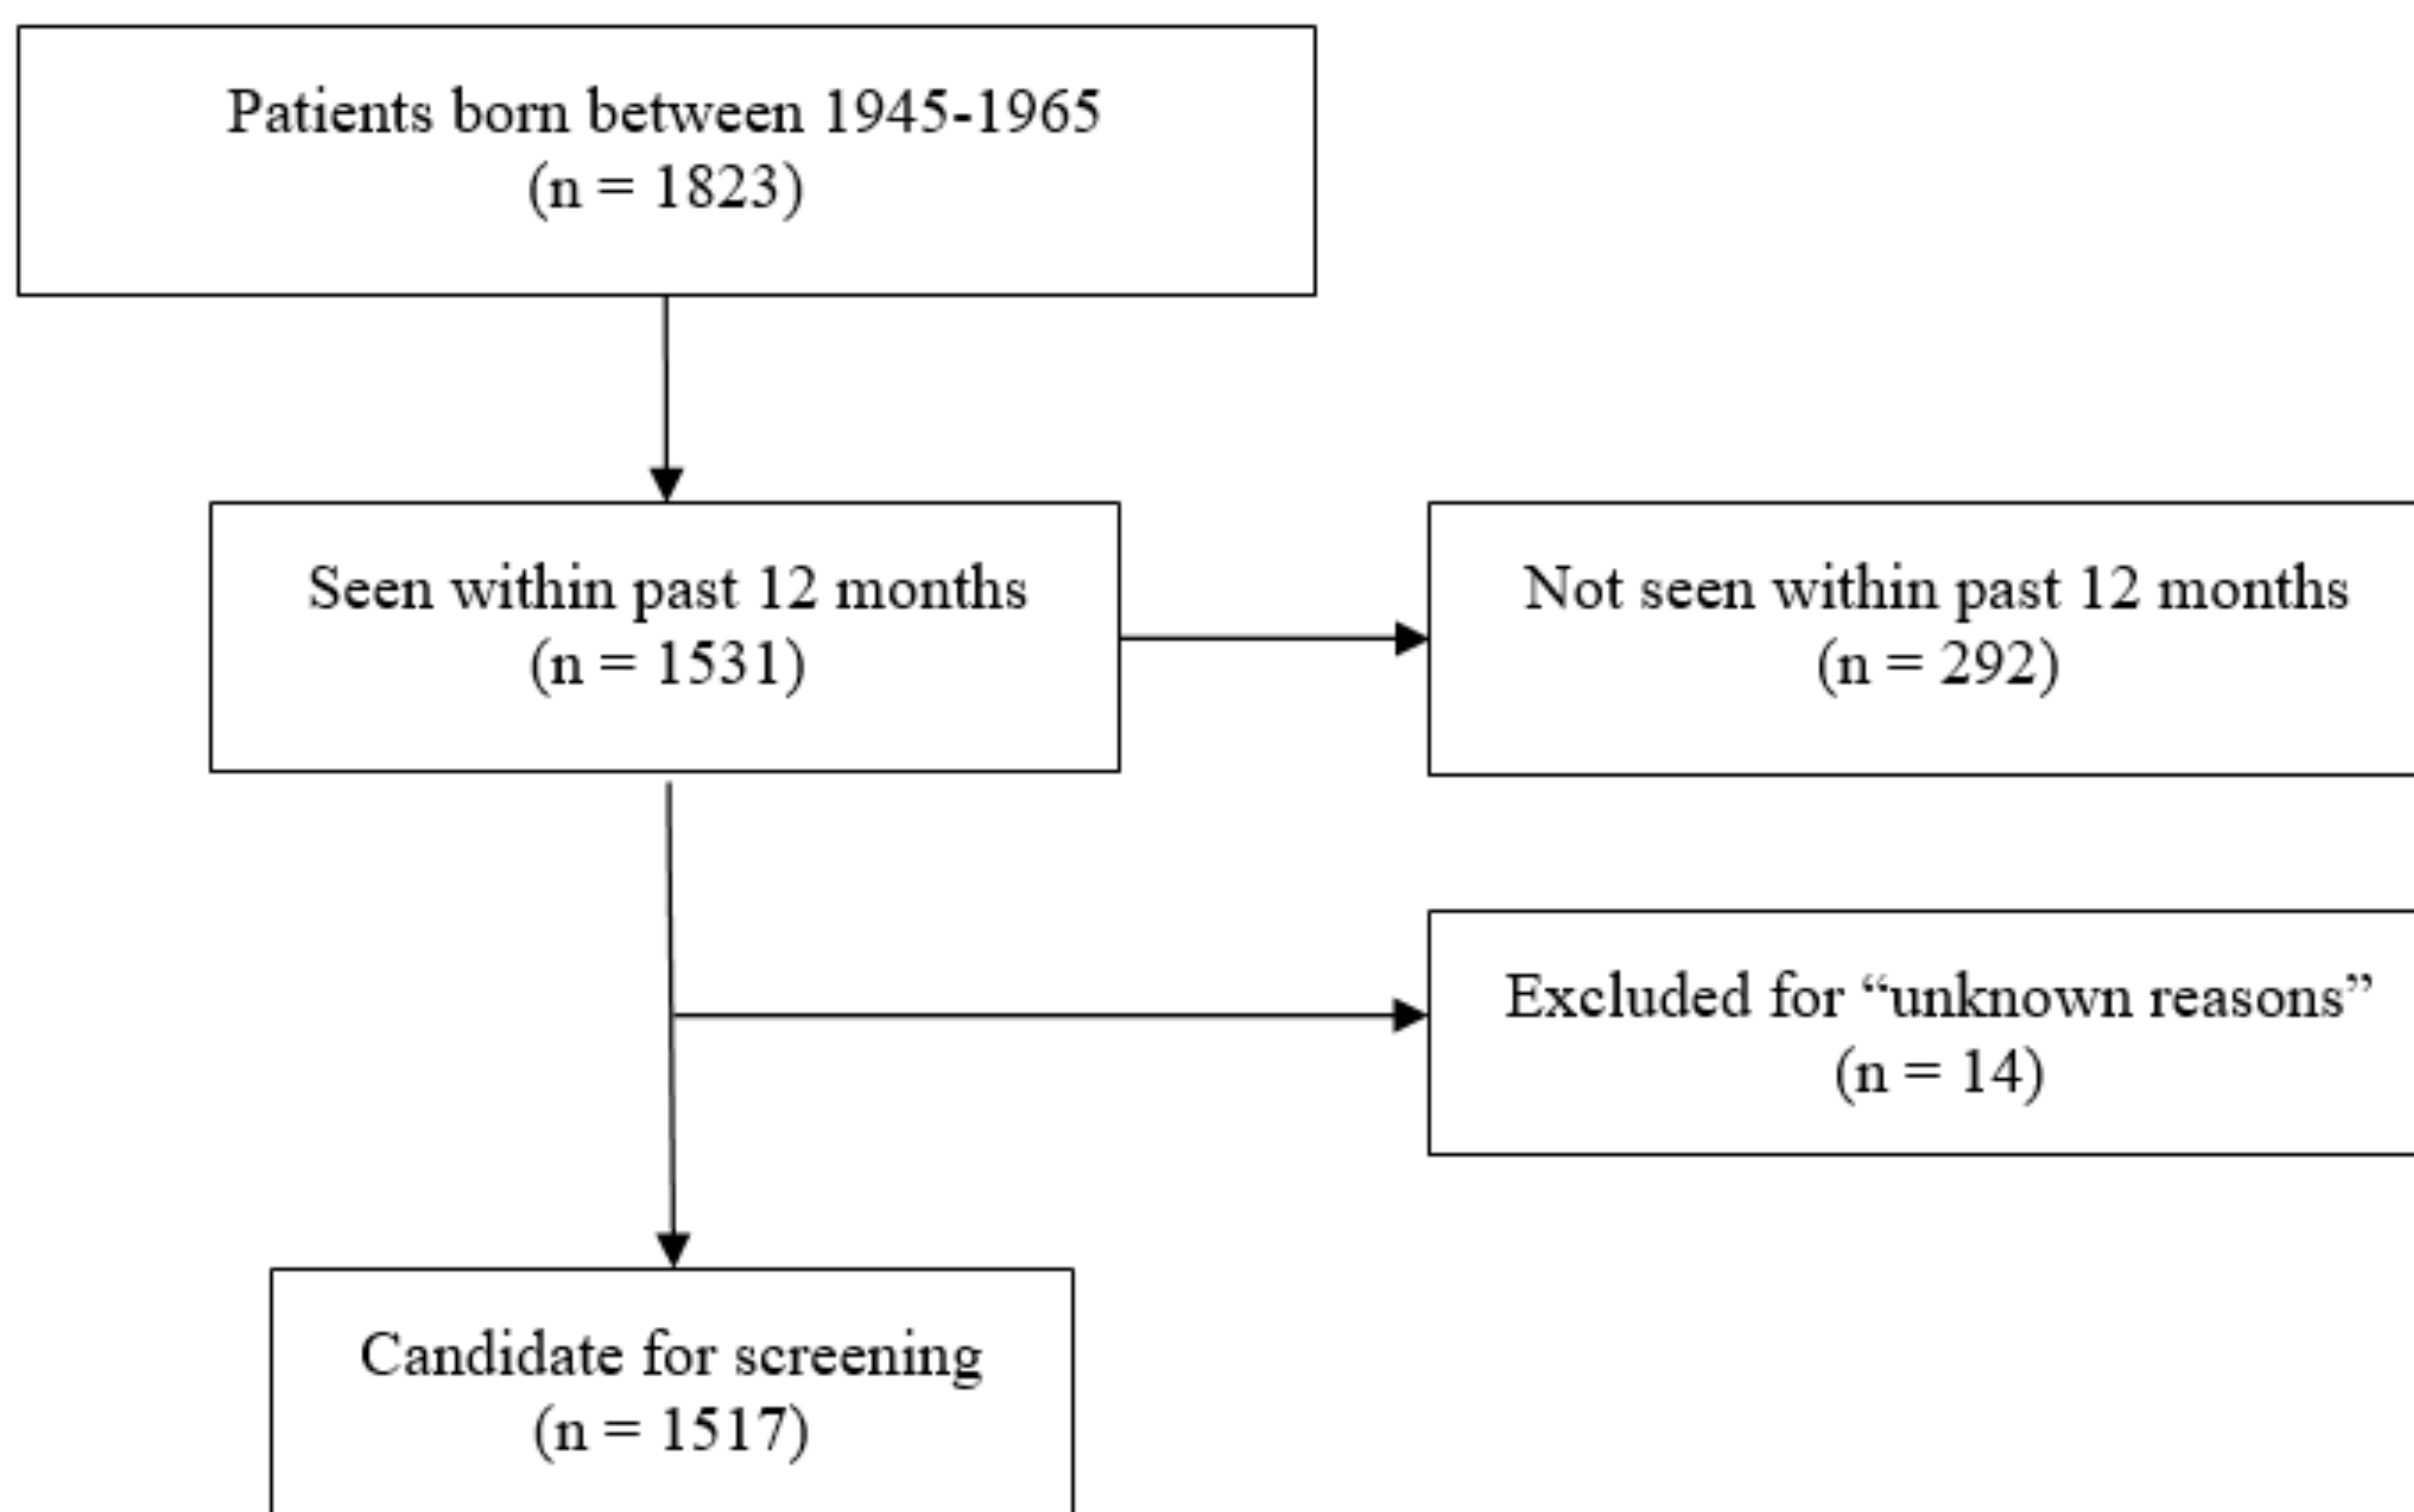 Patients born between 1945-1965
(n = 1823)
Seen within past 12 months
(n = 1531)
Not seen within past 12 months
(n = 292)
Excluded for “unknown reasons”
(n = 14)
Candidate for screening
(n = 1517)